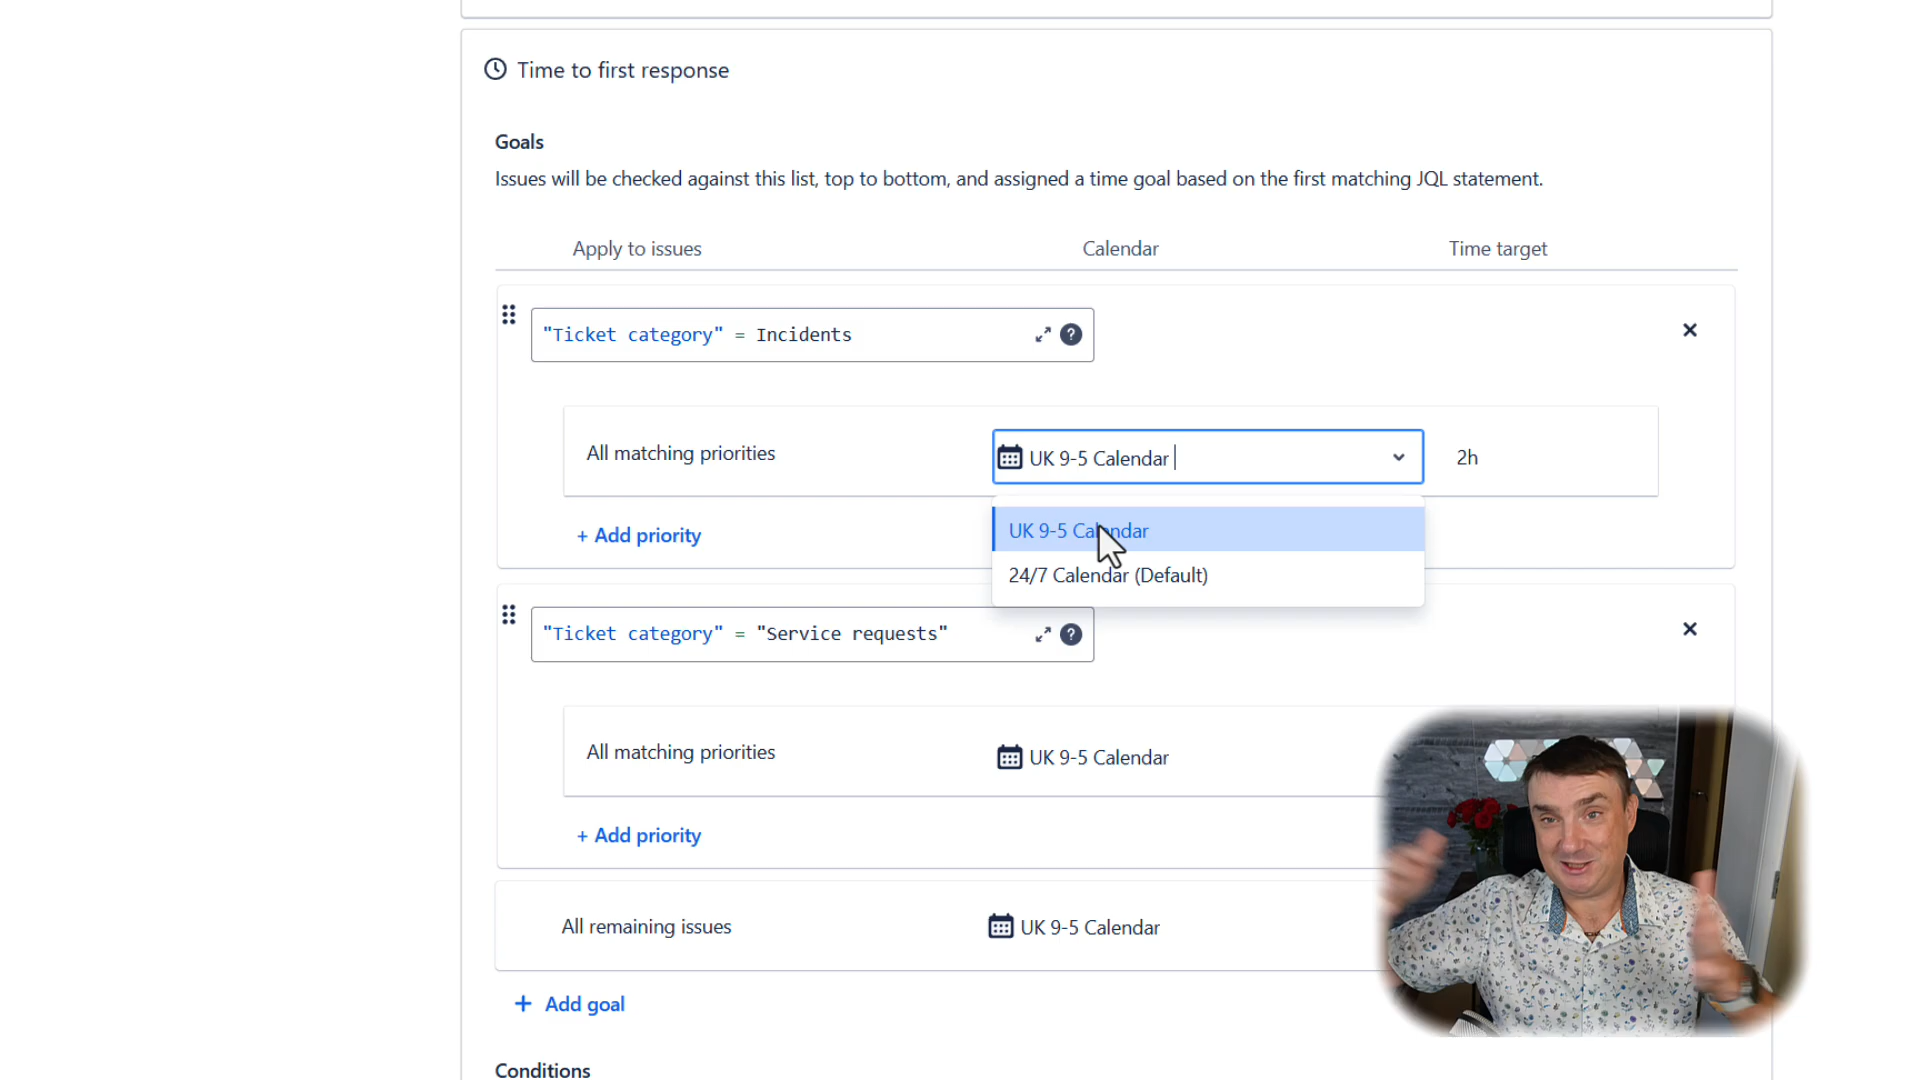 Time to first response
Goals
Issues will be checked against this list, top to bottom, and assigned a time goal based on the first matching JQL statement.
Apply to issues Calendar Time target
"Ticket category" = Incidents
All matching priorities UK 9-5 Calendar 2h
UK 9-5 Calendar
+ Add priority
24/7 Calendar (Default)
"Ticket category" = "Service requests"
All matching priorities UK 9-5 Calendar
+ Add priority
All remaining issues UK 9-5 Calendar
+ Add goal
Conditions